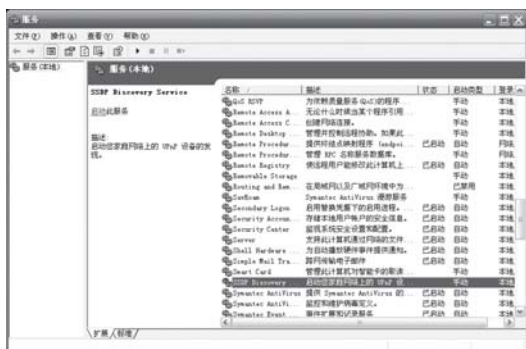 服务
文件(F) 操作(A) 查看(V) 帮助(H)
服务(本地)
服务(本地)
SSDP Discovery Service
启动此服务
描述:
启动您家庭网络上的 UPnP 设备的发现。
名称 / 描述 状态 启动类型 登录
QoS RSVP 为依赖质量服务(QoS)的程序... 手动 本地
Remote Access A... 无论什么时候当某个程序引用... 手动 本地
Remote Access C... 创建网络连接。 手动 本地
Remote Desktop ... 管理并控制远程协助。如果此... 手动 本地
Remote Procedur... 提供终结点映射程序 (endpoi... 已启动 自动 网络
Remote Procedur... 管理 RPC 名称服务数据库。 手动 网络
Remote Registry 使远程用户能修改此计算机上... 已启动 自动 本地
Removable Storage 手动 本地
Routing and Rem... 在局域网以及广域网环境中为... 已禁用 本地
SavRoam Symantec AntiVirus 漫游服务 手动 本地
Secondary Logon 启用替换凭据下的启用进程。... 已启动 自动 本地
Security Accoun... 存储本地用户帐户的安全信息。 已启动 自动 本地
Security Center 监视系统安全设置和配置。 已启动 自动 本地
Server 支持此计算机通过网络的文件... 已启动 自动 本地
Shell Hardware ... 为自动播放硬件事件提供通知。 已启动 自动 本地
Simple Mail Tra... 跨网传输电子邮件 已启动 自动 本地
Smart Card 管理此计算机对智能卡的取读... 手动 本地
SSDP Discovery ... 启动您家庭网络上的 UPnP 设... 手动 本地
Symantec AntiVirus 提供 Symantec AntiVirus 的... 已启动 自动 本地
Symantec AntiVi... 监控和维护病毒定义。 已启动 自动 本地
Symantec Event ... 事件扩展和记录服务 已启动 自动 本地
扩展 标准